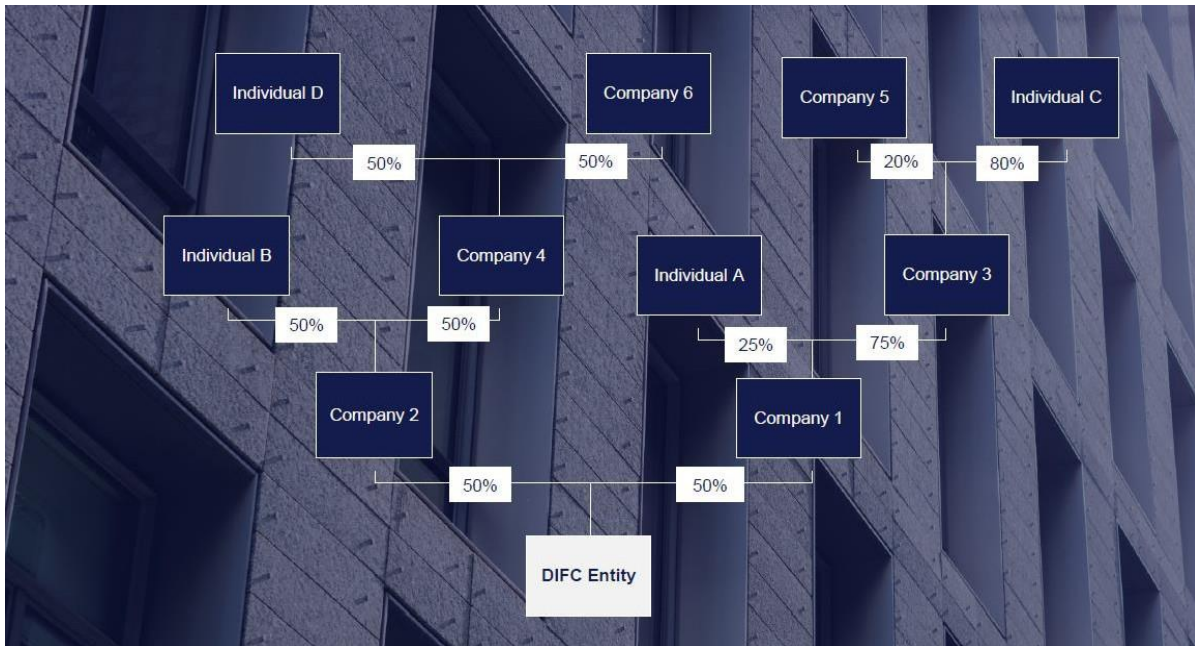 Individual D
Company 6
Company 5
Individual C
50%
50%
20%
80%
Individual B
Company 4
Individual A
Company 3
50%
50%
25%
75%
Company 2
Company 1
50%
50%
DIFC Entity